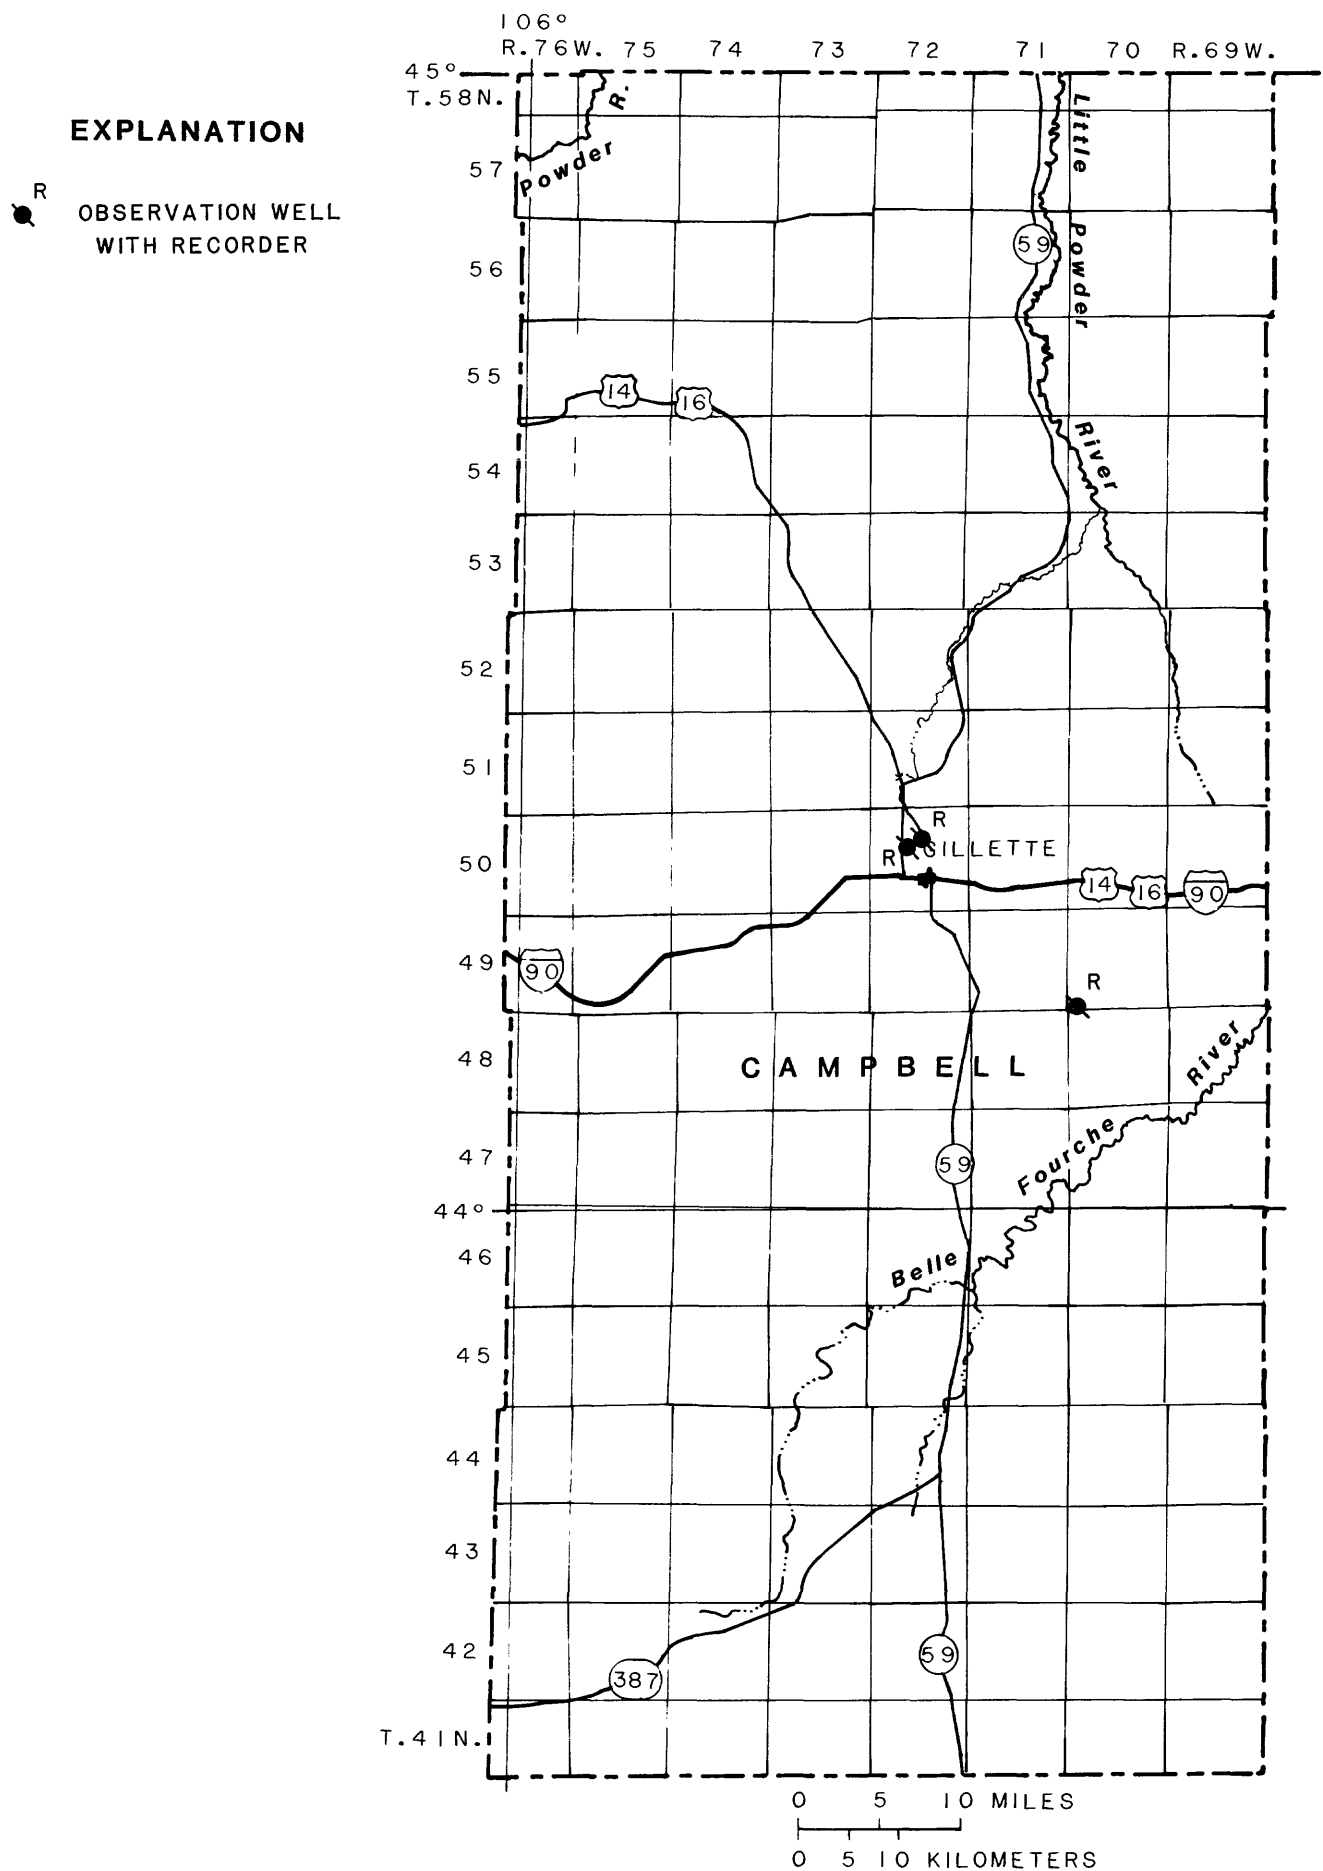 106°
R.76W. 75 74 73 72 71 70 R.69W.
45°
T.58N.
EXPLANATION
R
OBSERVATION WELL
WITH RECORDER
R.
Powder
Little Powder River
57
59
56
55
14
16
54
53
52
51
R
R
GILLETTE
50
14 16 90
49
90
R
48
CAMPBELL
River
Fourche
47
59
44°
46
Belle
45
44
43
42
59
387
T.41N.
0 5 10 MILES
0 5 10 KILOMETERS